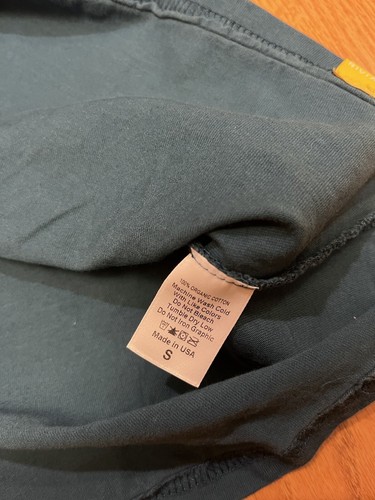 100% ORGANIC COTTON
Machine Wash Cold
With Like Colors
Do Not Bleach
Tumble Dry Low
Do Not Iron Graphic
Made in USA
S